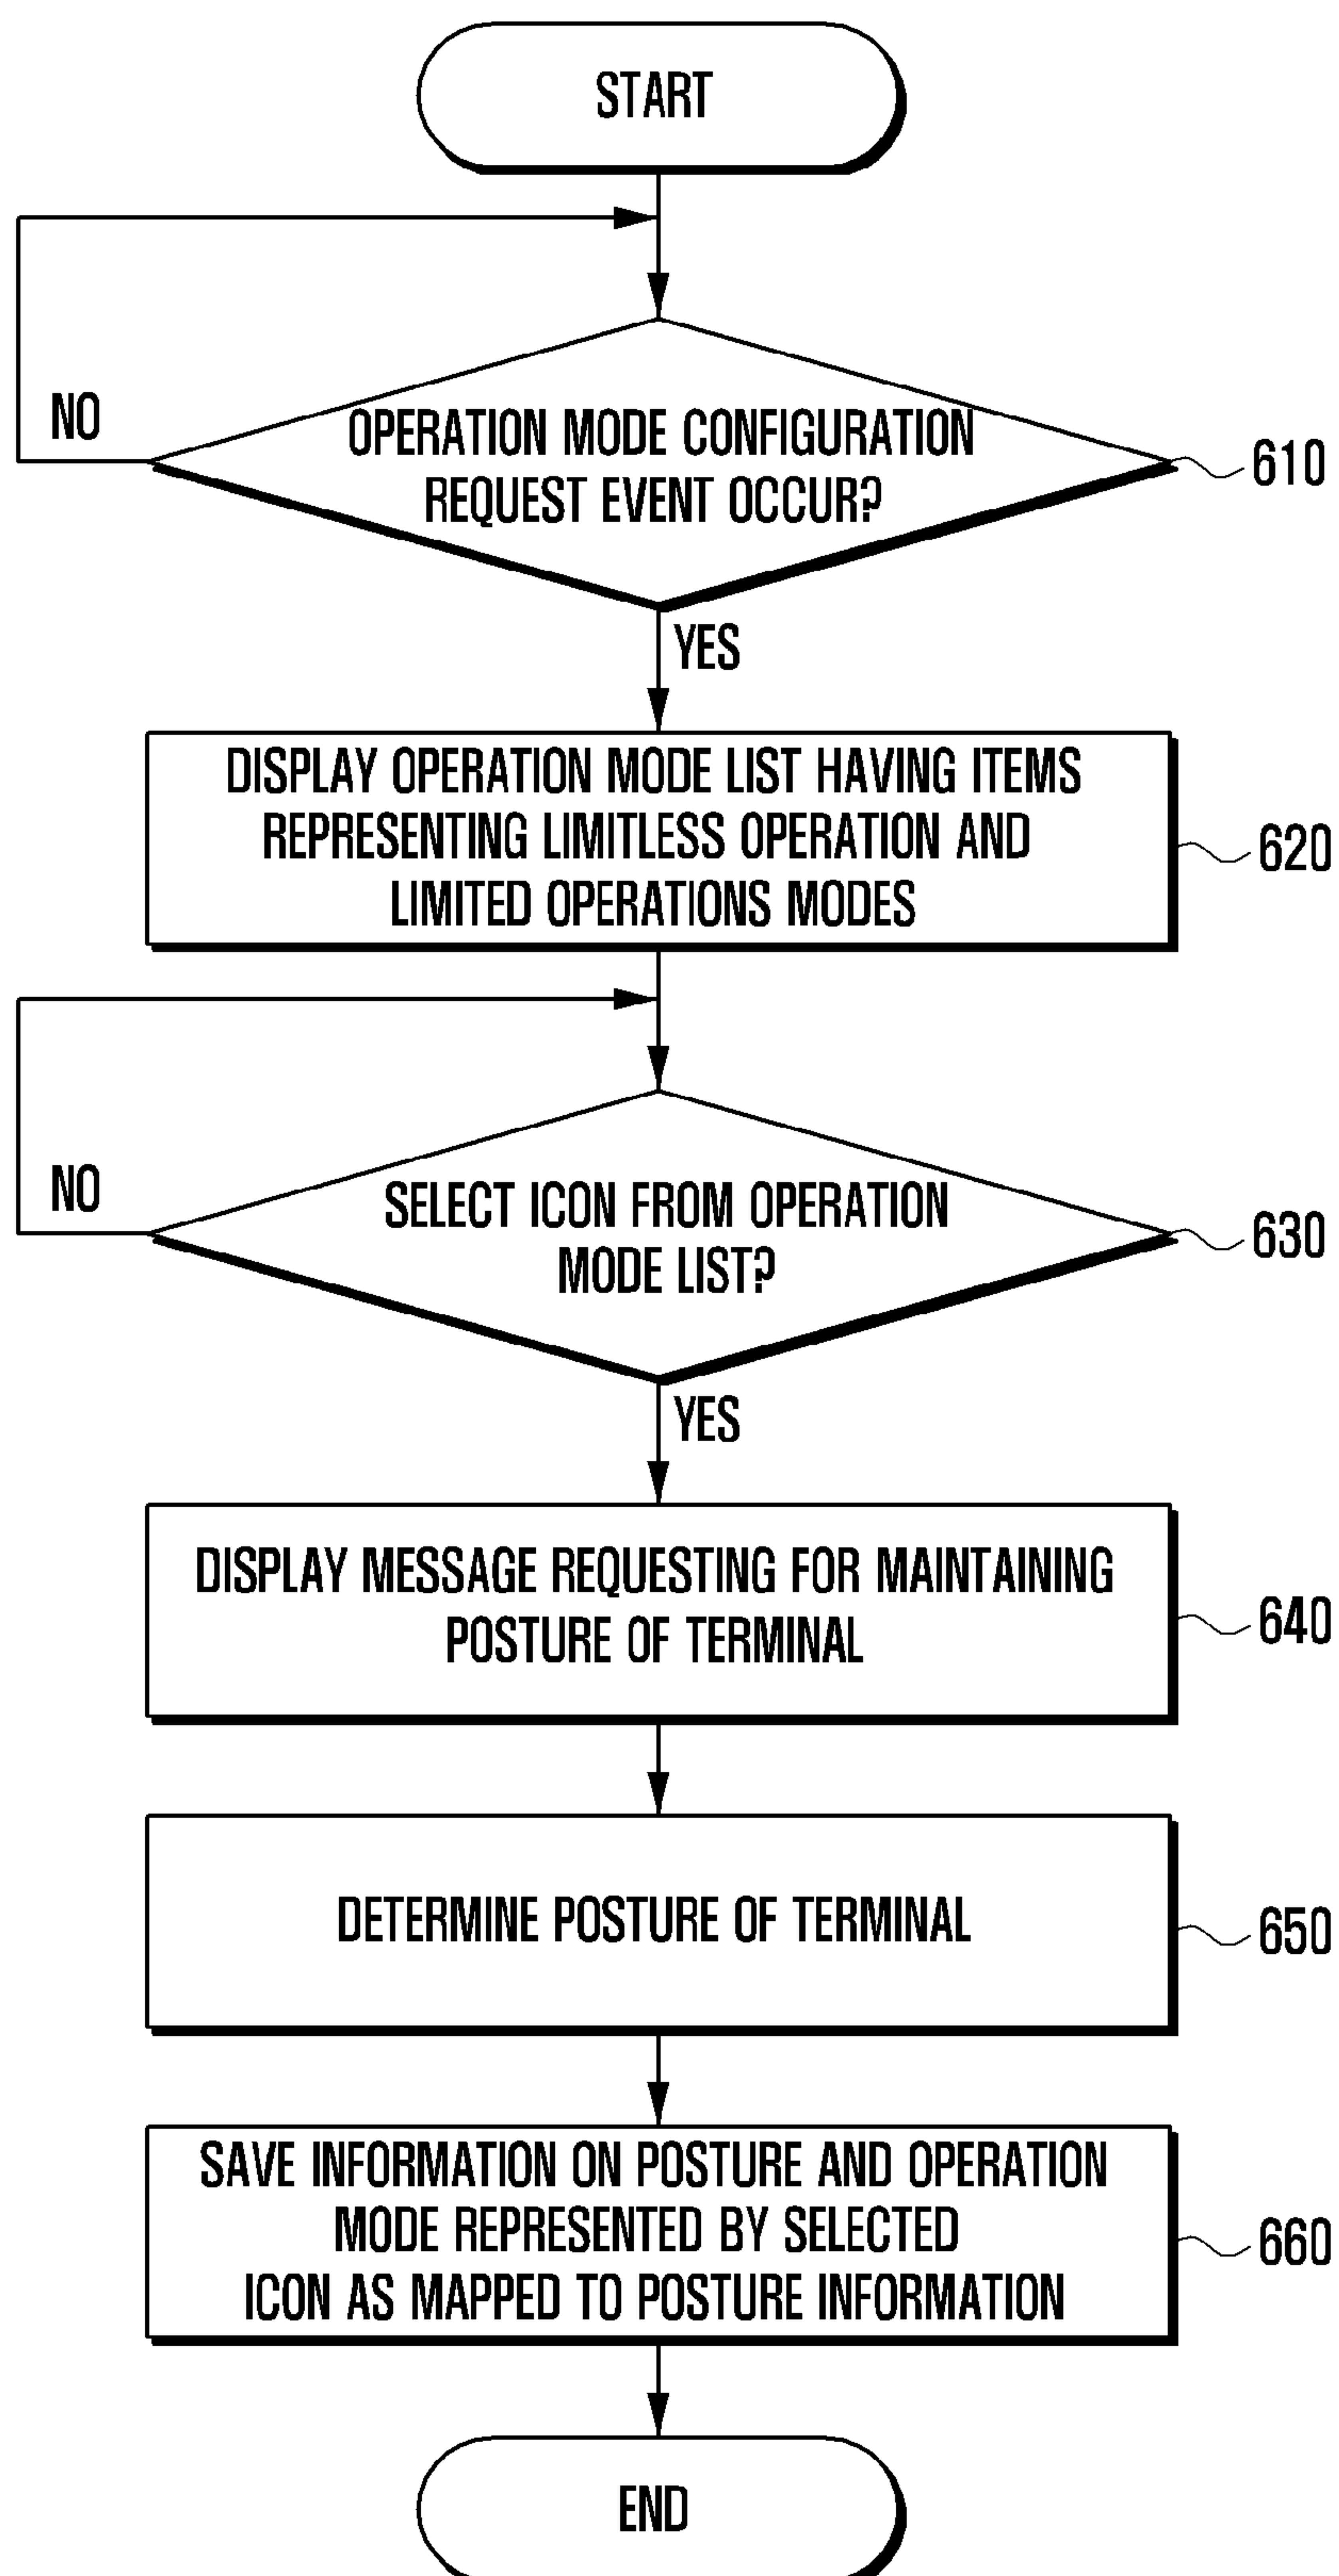 START
NO
OPERATION MODE CONFIGURATION
REQUEST EVENT OCCUR?
610
YES
DISPLAY OPERATION MODE LIST HAVING ITEMS
REPRESENTING LIMITLESS OPERATION AND
LIMITED OPERATIONS MODES
620
NO
SELECT ICON FROM OPERATION
MODE LIST?
630
YES
DISPLAY MESSAGE REQUESTING FOR MAINTAINING
POSTURE OF TERMINAL
640
DETERMINE POSTURE OF TERMINAL
650
SAVE INFORMATION ON POSTURE AND OPERATION
MODE REPRESENTED BY SELECTED
ICON AS MAPPED TO POSTURE INFORMATION
660
END